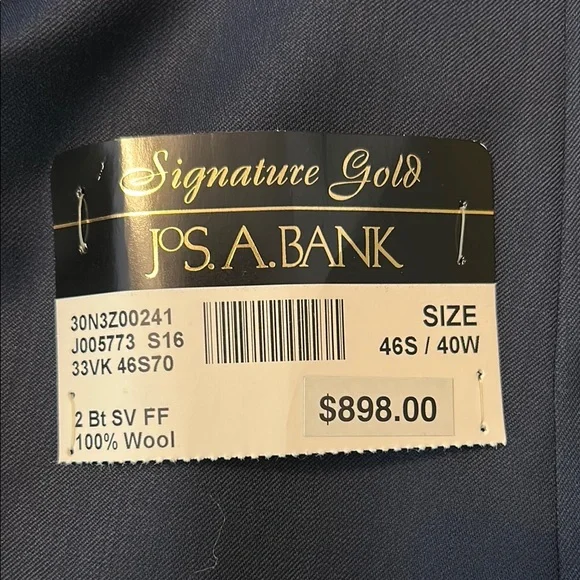 Signature Gold
JOS. A. BANK
30N3Z00241
J005773 S16
33VK 46S70
SIZE
46S / 40W
$898.00
2 Bt SV FF
100% Wool